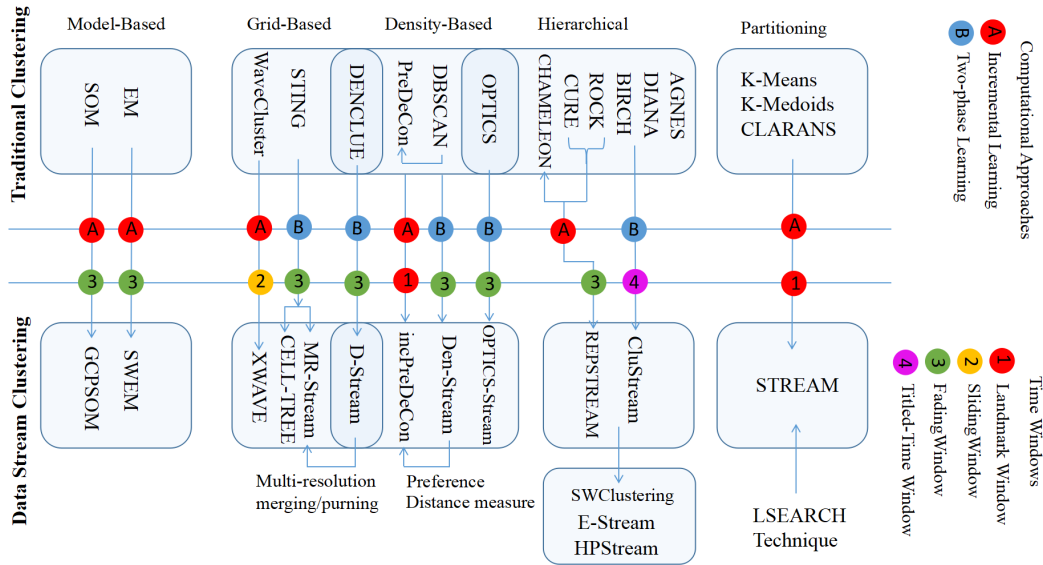 Model-Based
Grid-Based
Density-Based
Hierarchical
Partitioning
Traditional Clustering
SOM
EM
WaveCluster
STING
DENCLUE
PreDeCon
DBSCAN
OPTICS
CHAMELEON
CURE
ROCK
BIRCH
DIANA
AGNES
K-Means
K-Medoids
CLARANS
Computational Approaches
A Incremental Learning
B Two-phase Learning
A
A
A
B
B
A
B
B
A
B
A
3
3
2
3
3
1
3
3
3
4
1
Data Stream Clustering
GCPSOM
SWEM
XWAVE
CELL-TREE
MR-Stream
D-Stream
incPreDeCon
Den-Stream
OPTICS-Stream
REPSTREAM
CluStream
STREAM
Time Windows
1 Landmark Window
2 SlidingWindow
3 FadingWindow
4 Titled-Time Window
Multi-resolution
merging/purning
Preference
Distance measure
SWClustering
E-Stream
HPStream
LSEARCH
Technique